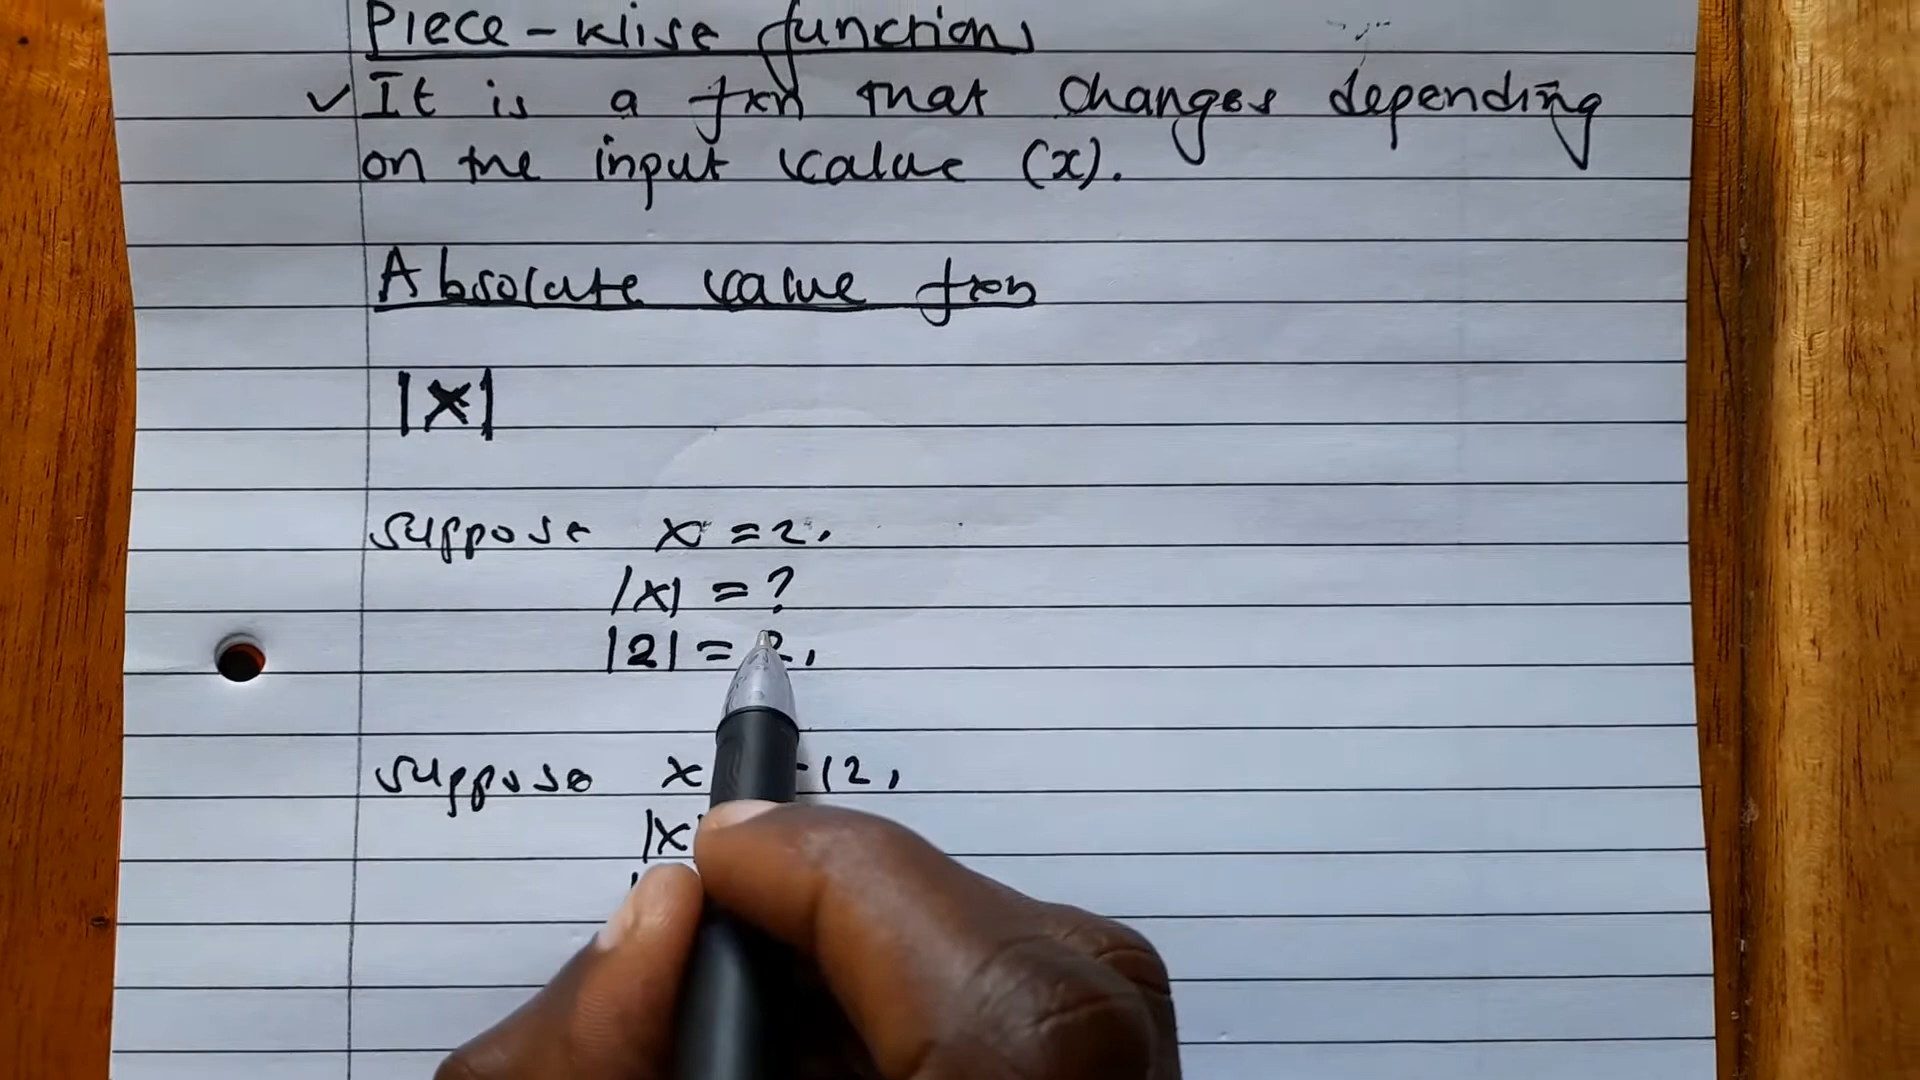 Piece-wise functions
✓ It is a fxn that changes depending
on the input value (x).
Absolute value fxn
|x|
suppose x = 2.
|x| = ?
|2| = 2,
suppose x -12,
|x|